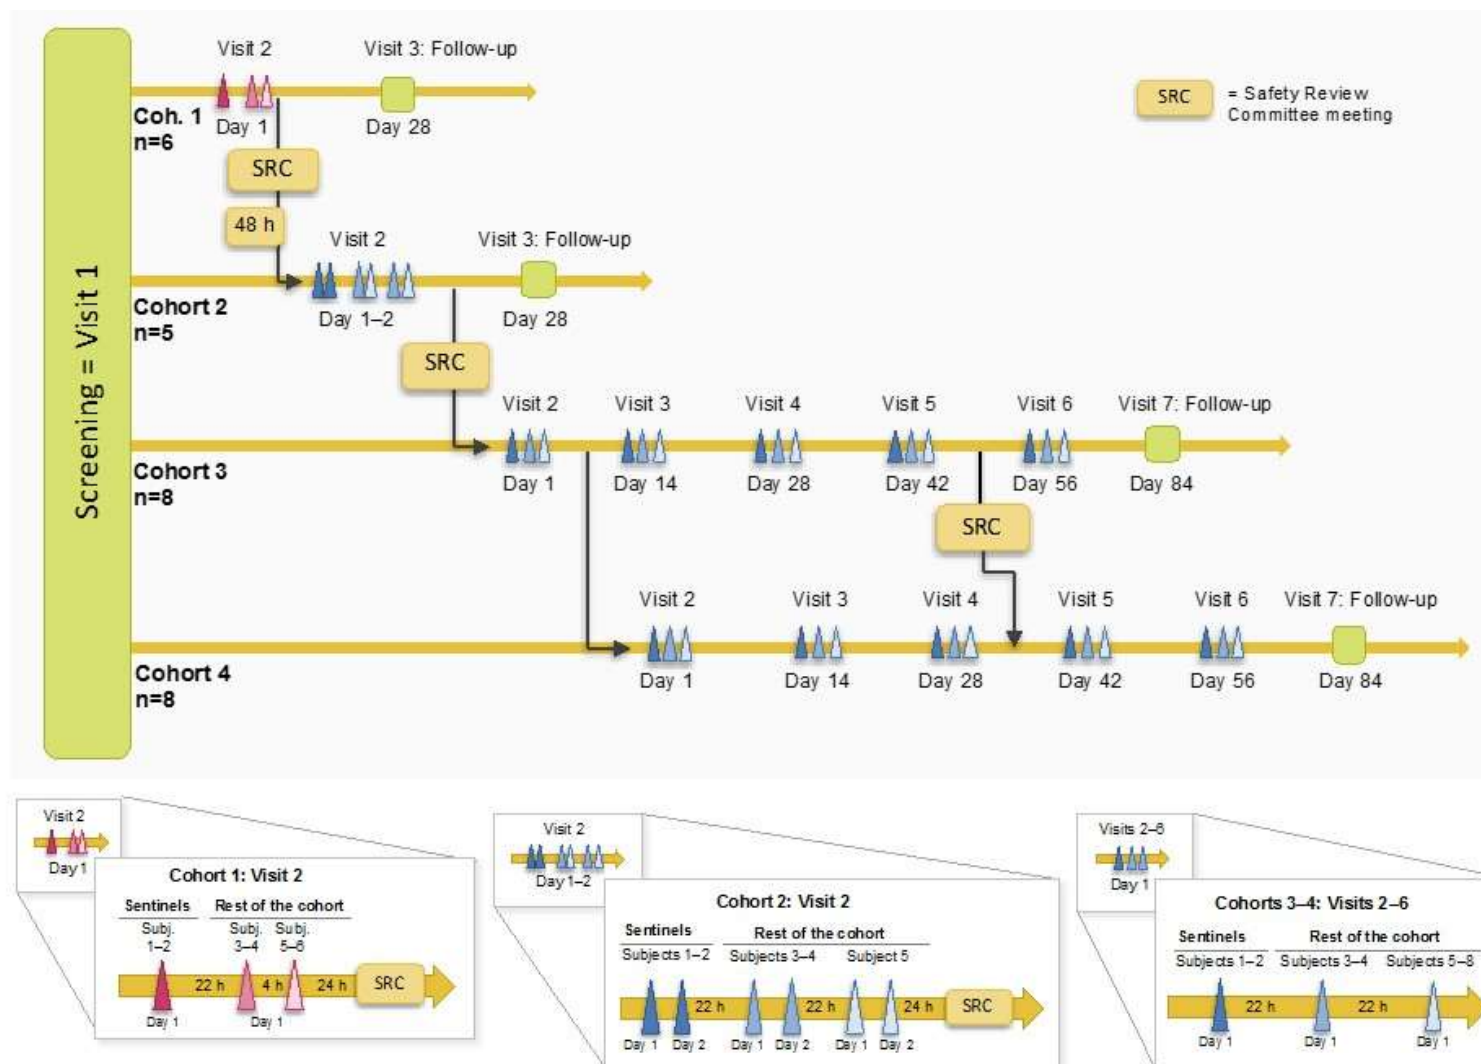 Screening = Visit 1
Visit 2
Visit 3: Follow-up
Coh. 1
n=6
Day 1
Day 28
SRC
= Safety Review
Committee meeting
SRC
48 h
Visit 2
Visit 3: Follow-up
Cohort 2
n=5
Day 1–2
Day 28
SRC
Visit 2
Visit 3
Visit 4
Visit 5
Visit 6
Visit 7: Follow-up
Cohort 3
n=8
Day 1
Day 14
Day 28
Day 42
Day 56
Day 84
SRC
Visit 2
Visit 3
Visit 4
Visit 5
Visit 6
Visit 7: Follow-up
Cohort 4
n=8
Day 1
Day 14
Day 28
Day 42
Day 56
Day 84
Visit 2
Day 1
Cohort 1: Visit 2
Sentinels
Rest of the cohort
Subj.
1–2
Subj.
3–4
Subj.
5–6
22 h
4 h
24 h
SRC
Day 1
Day 1
Visit 2
Day 1–2
Cohort 2: Visit 2
Sentinels
Rest of the cohort
Subjects 1–2
Subjects 3–4
Subject 5
22 h
22 h
24 h
SRC
Day 1
Day 2
Day 1
Day 2
Day 1
Day 2
Visits 2–6
Day 1
Cohorts 3–4: Visits 2–6
Sentinels
Rest of the cohort
Subjects 1–2
Subjects 3–4
Subjects 5–8
22 h
22 h
Day 1
Day 1
Day 1